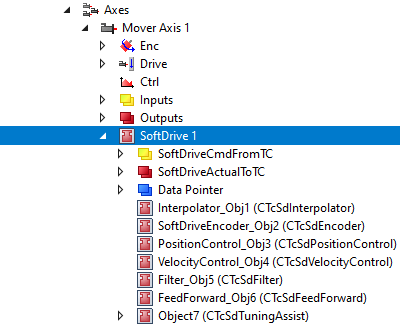 Axes
Mover Axis 1
Enc
Drive
Ctrl
Inputs
Outputs
SoftDrive 1
SoftDriveCmdFromTC
SoftDriveActualToTC
Data Pointer
Interpolator_Obj1 (CTcSdInterpolator)
SoftDriveEncoder_Obj2 (CTcSdEncoder)
PositionControl_Obj3 (CTcSdPositionControl)
VelocityControl_Obj4 (CTcSdVelocityControl)
Filter_Obj5 (CTcSdFilter)
FeedForward_Obj6 (CTcSdFeedForward)
Object7 (CTcSdTuningAssist)